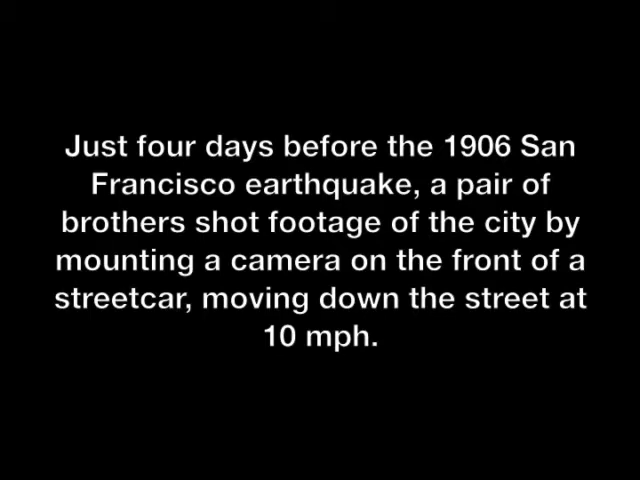 Just four days before the 1906 San
Francisco earthquake, a pair of
brothers shot footage of the city by
mounting a camera on the front of a
streetcar, moving down the street at
10 mph.